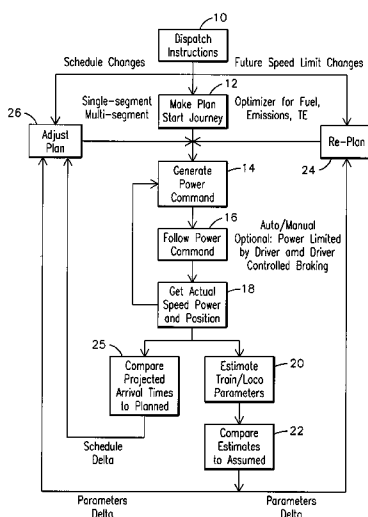 10
Dispatch
Instructions
Schedule Changes
Future Speed Limit Changes
12
26
Single-segment
Multi-segment
Make Plan
Start Journey
Optimizer for Fuel,
Emissions, TE
Adjust
Plan
Re-Plan
24
14
Generate
Power
Command
16
Follow Power
Command
Auto/Manual
Optional: Power Limited
by Driver amd Driver
Controlled Braking
18
Get Actual
Speed Power
and Position
25
Compare
Projected
Arrival Times
to Planned
20
Estimate
Train/Loco
Parameters
22
Compare
Estimates
to Assumed
Schedule
Delta
Parameters
Delta
Parameters
Delta